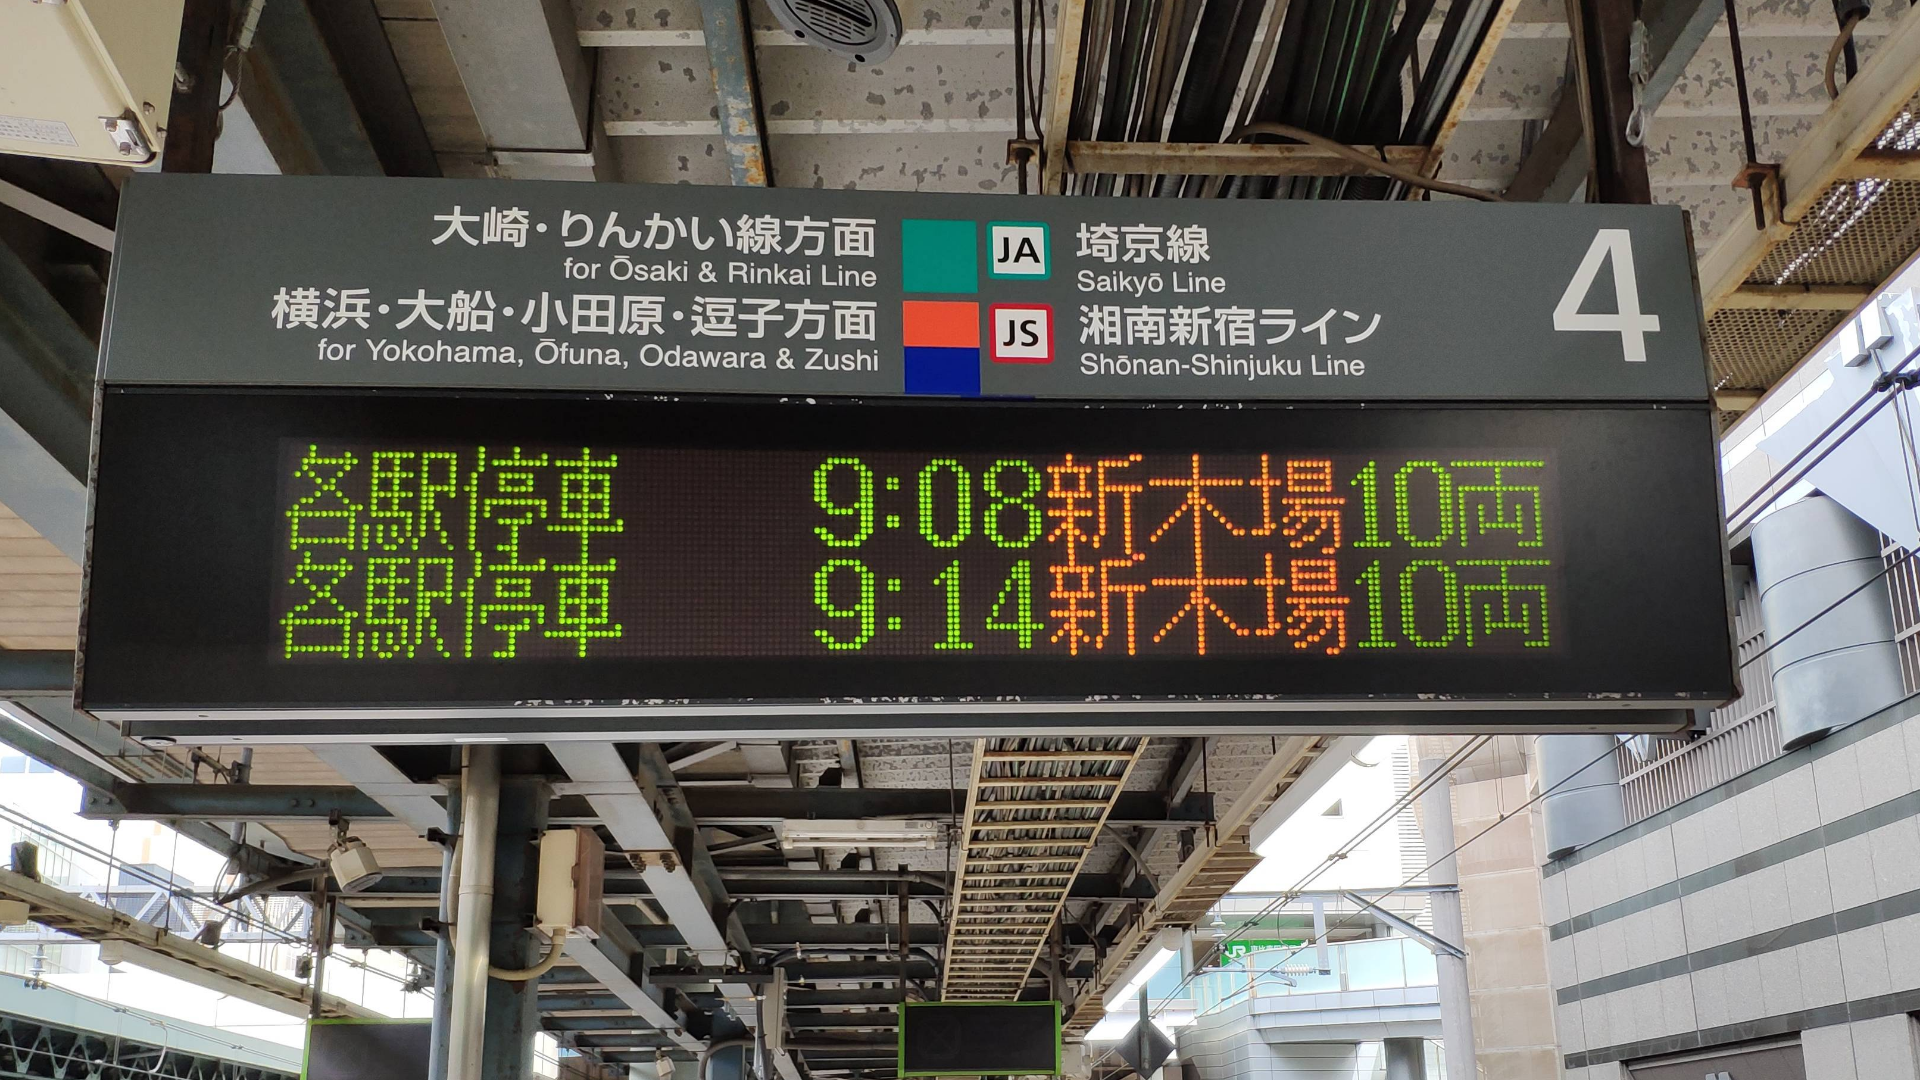 大崎・りんかい線方面
for Ōsaki & Rinkai Line
JA 埼京線
Saikyō Line
横浜・大船・小田原・逗子方面
for Yokohama, Ōfuna, Odawara & Zushi
JS 湘南新宿ライン
Shōnan-Shinjuku Line
4
各駅停車 9:08 新木場 10両
各駅停車 9:14 新木場 10両
JR